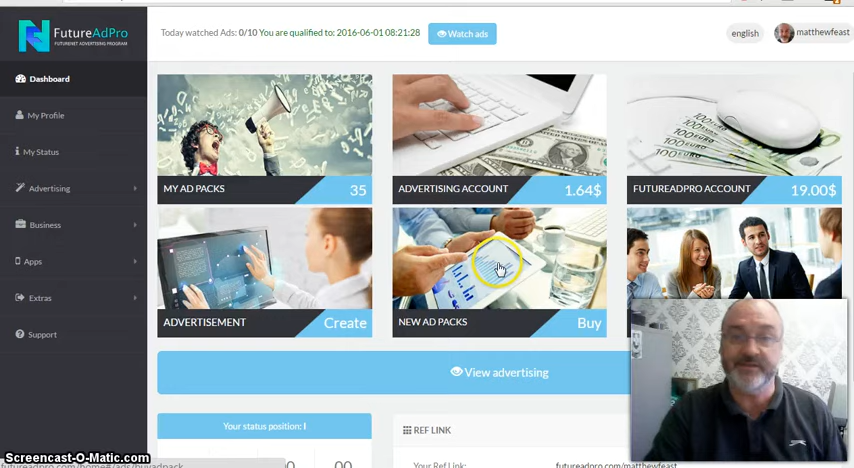 FutureAdPro
FUTURENET ADVERTISING PROGRAM
Today watched Ads: 0/10 You are qualified to: 2016-06-01 08:21:28
Watch ads
english
matthewfeast
Dashboard
My Profile
My Status
Advertising
Business
Apps
Extras
Support
MY AD PACKS 35
ADVERTISING ACCOUNT 1.64$
FUTUREADPRO ACCOUNT 19.00$
ADVERTISEMENT Create
NEW AD PACKS Buy
View advertising
Your status position: I
REF LINK
Your Ref Link:
futureadpro.com/matthewfeast
Screencast-O-Matic.com